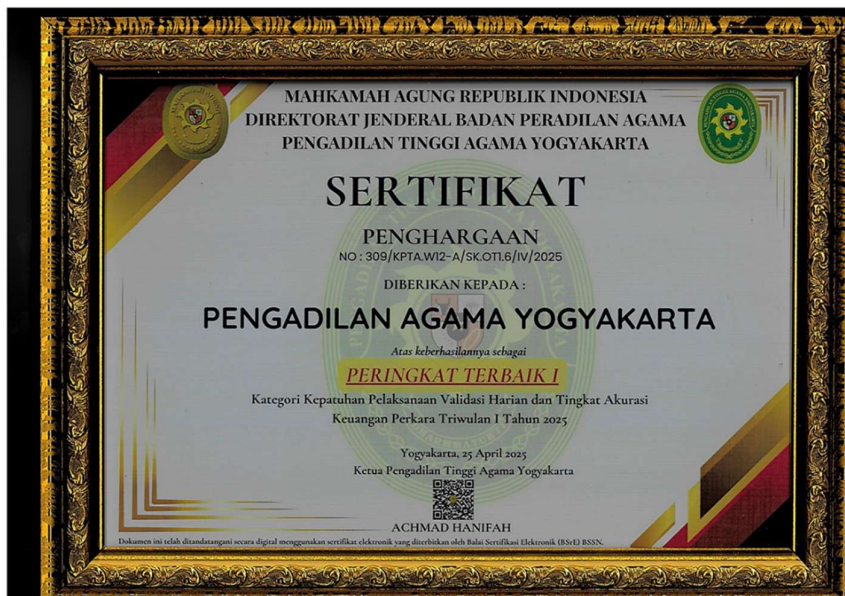 MAHKAMAH AGUNG REPUBLIK INDONESIA
DIREKTORAT JENDERAL BADAN PERADILAN AGAMA
PENGADILAN TINGGI AGAMA YOGYAKARTA
SERTIFIKAT
PENGHARGAAN
NO : 309/KPTA.W12-A/SK.OT1.6/IV/2025
DIBERIKAN KEPADA :
PENGADILAN AGAMA YOGYAKARTA
Atas keberhasilannya sebagai
PERINGKAT TERBAIK I
Kategori Kepatuhan Pelaksanaan Validasi Harian dan Tingkat Akurasi
Keuangan Perkara Triwulan I Tahun 2025
Yogyakarta, 25 April 2025
Ketua Pengadilan Tinggi Agama Yogyakarta
ACHMAD HANIFAH
Dokumen ini telah ditandatangani secara digital menggunakan sertifikat elektronik yang diterbitkan oleh Balai Sertifikasi Elektronik (BSrE) BSSN.